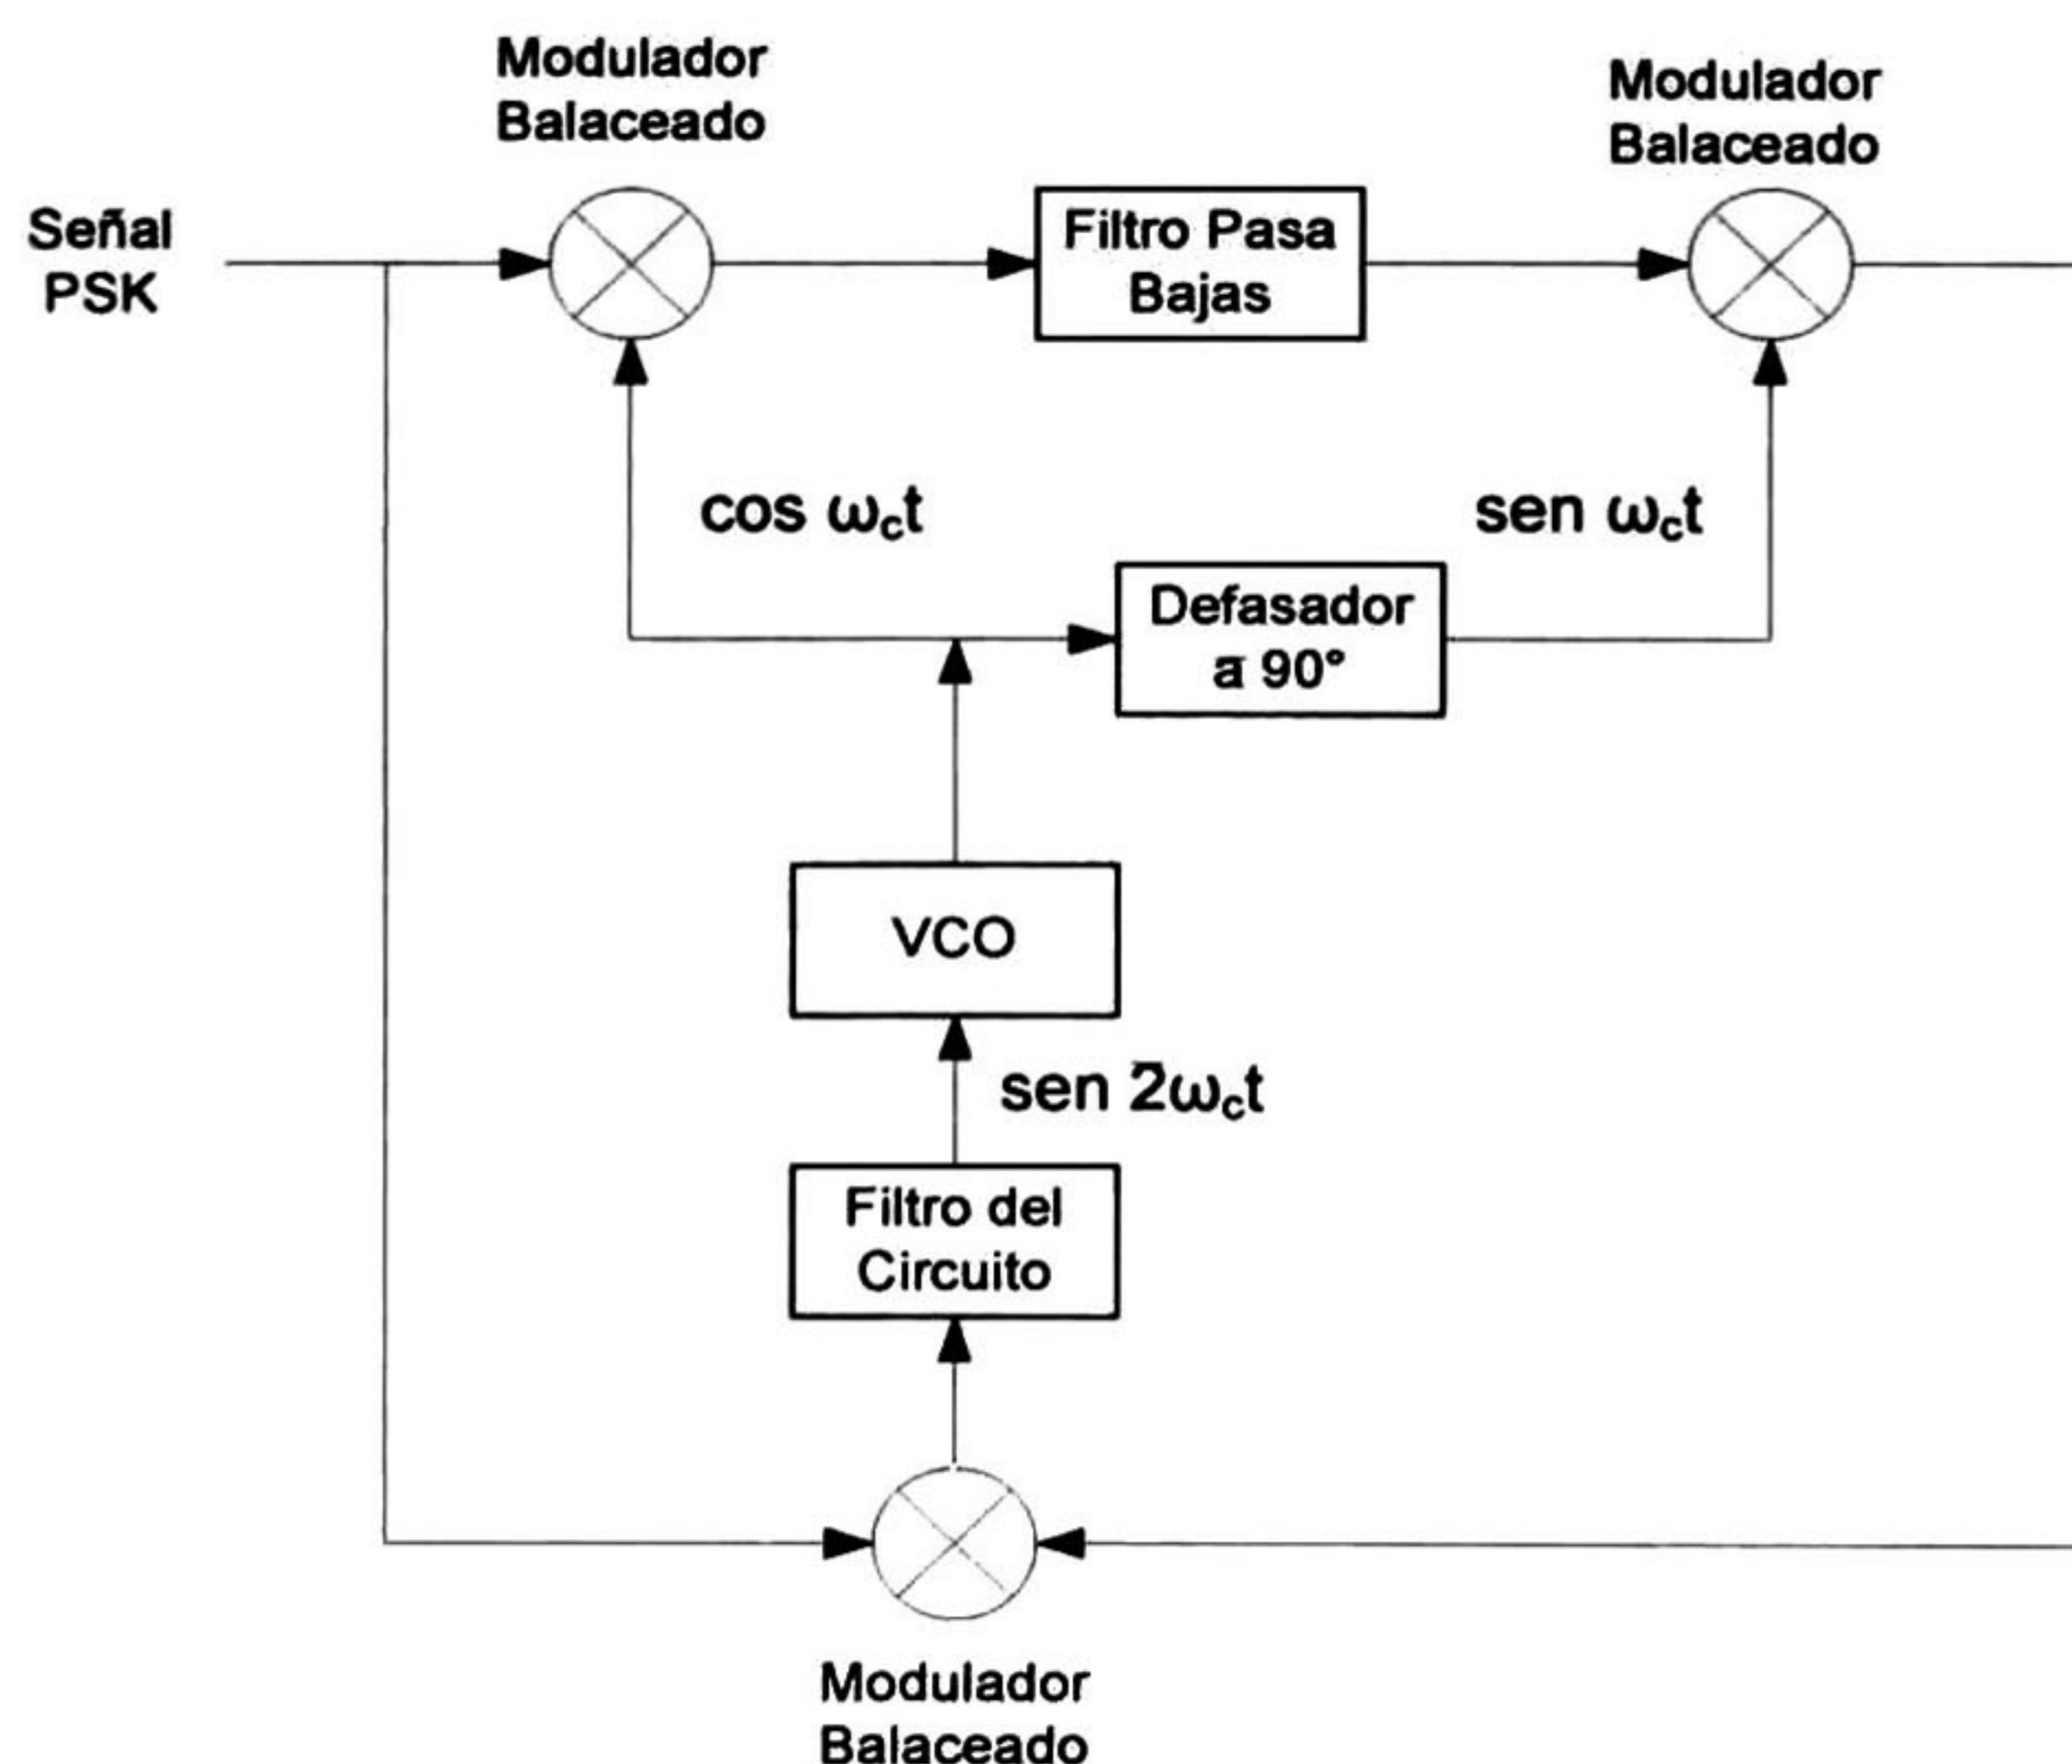 Modulador
Balaceado
Modulador
Balaceado
Señal
PSK
Filtro Pasa
Bajas
cos ωct
sen ωct
Defasador
a 90°
VCO
sen 2ωct
Filtro del
Circuito
Modulador
Balaceado